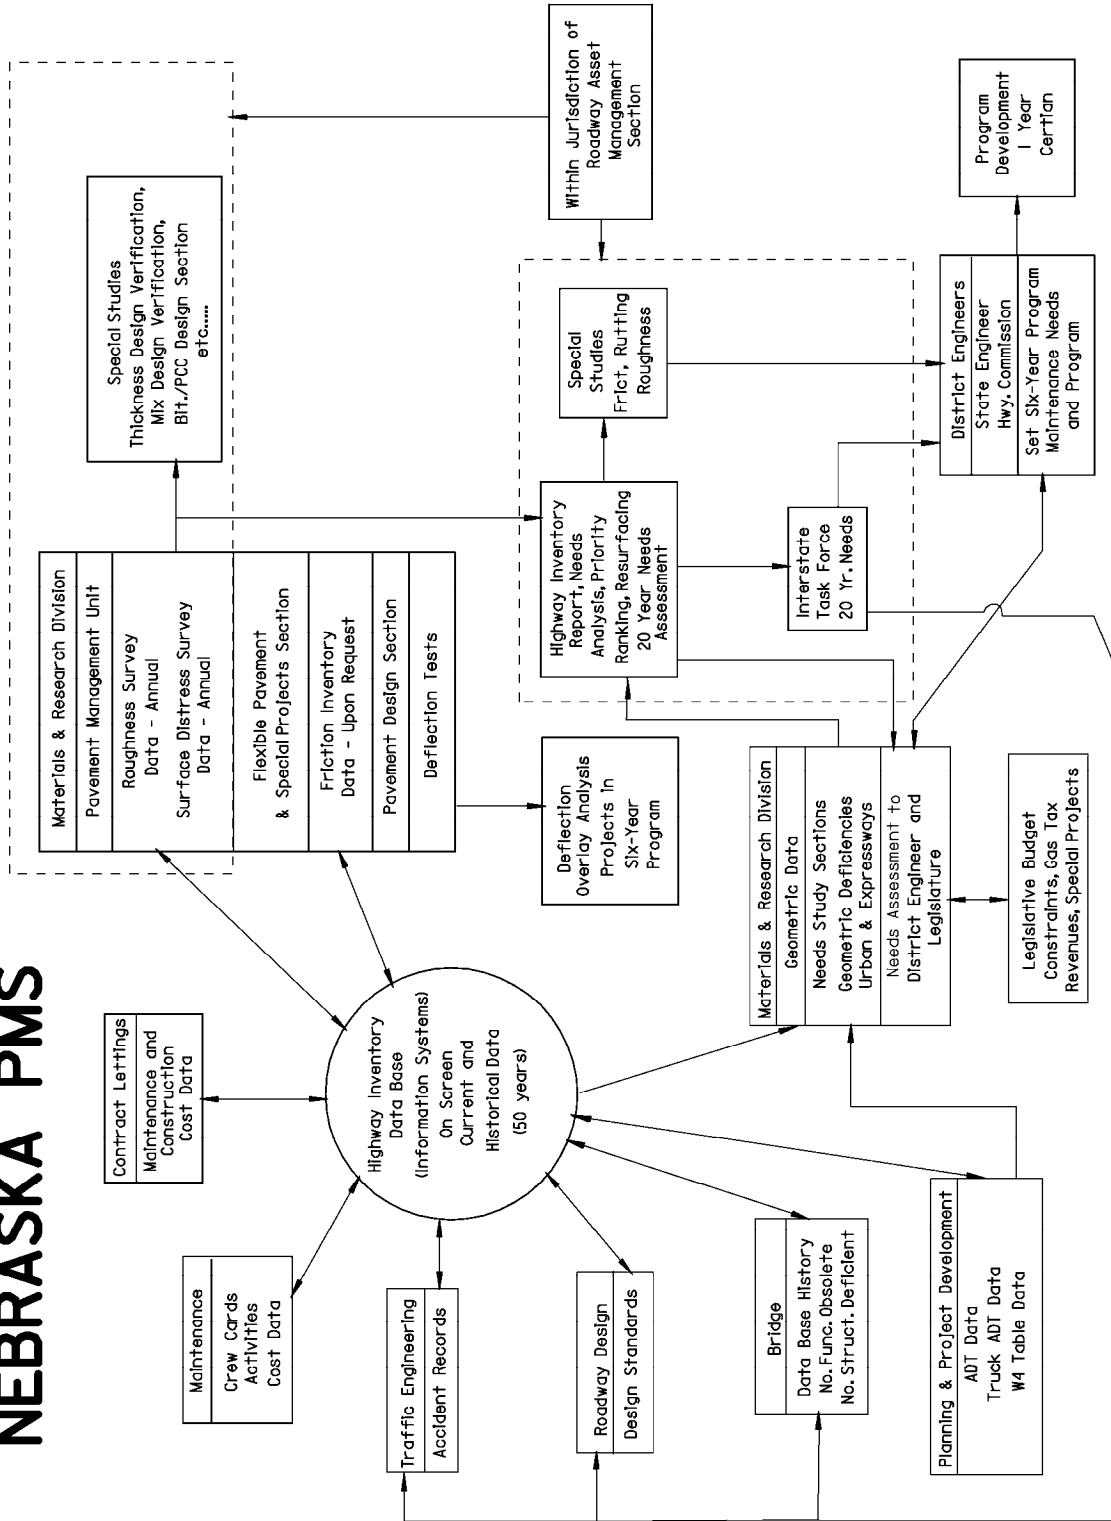 NEBRASKA PMS
Contract Lettings
Maintenance and
Construction
Cost Data
Maintenance
Crew Cards
Activities
Cost Data
Traffic Engineering
Accident Records
Roadway Design
Design Standards
Bridge
Data Base History
No. Func. Obsolete
No. Struct. Deficient
Planning & Project Development
ADT Data
Truck ADT Data
W4 Table Data
Highway Inventory
Data Base
(Information Systems)
On Screen
Current and
Historical Data
(50 years)
Materials & Research Division
Pavement Management Unit
Roughness Survey
Data - Annual
Surface Distress Survey
Data - Annual
Flexible Pavement
& Special Projects Section
Friction Inventory
Data - Upon Request
Pavement Design Section
Deflection Tests
Deflection
Overlay Analysis
Projects In
Six-Year
Program
Materials & Research Division
Geometric Data
Needs Study Sections
Geometric Deficiencies
Urban & Expressways
Needs Assessment to
District Engineer and
Legislature
Legislative Budget
Constraints, Gas Tax
Revenues, Special Projects
Special Studies
Thickness Design Verification,
Mix Design Verification,
Bit./PCC Design Section
etc.....
Highway Inventory
Report, Needs
Analysis, Priority
Ranking, Resurfacing
20 Year Needs
Assessment
Interstate
Task Force
20 Yr. Needs
Special
Studies
Frict, Rutting
Roughness
Within Jurisdiction of
Roadway Asset
Management
Section
District Engineers
State Engineer
Hwy. Commission
Set Six-Year Program
Maintenance Needs
and Program
Program
Development
1 Year
Certian